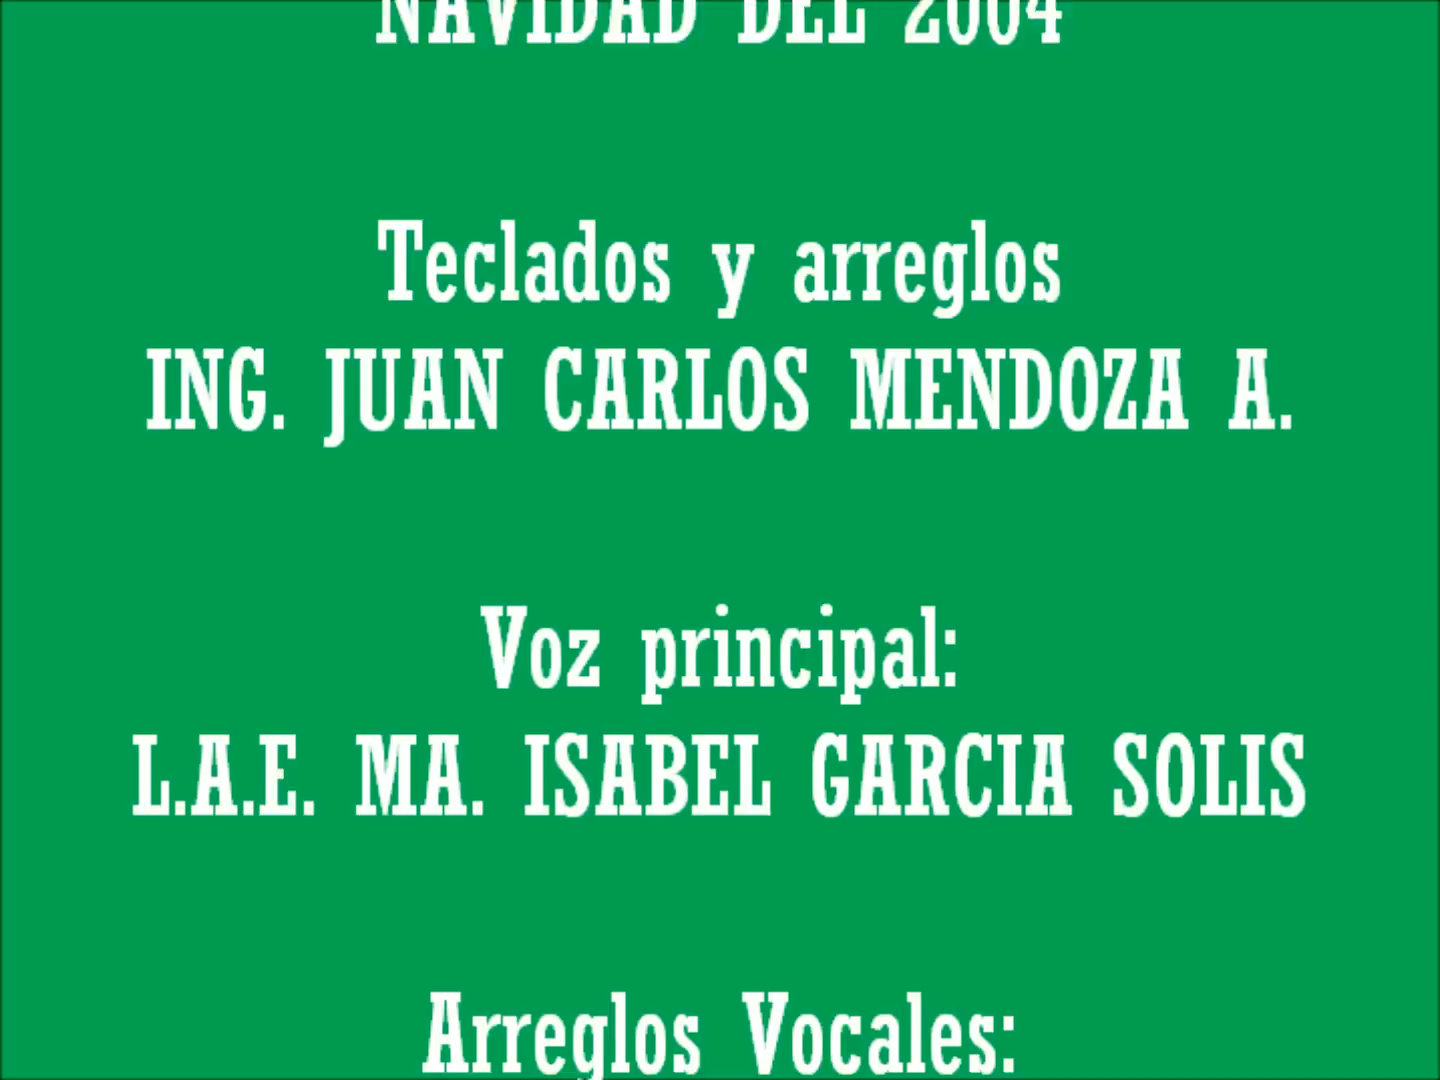 NAVIDAD DEL 2004
Teclados y arreglos
ING. JUAN CARLOS MENDOZA A.
Voz principal:
L.A.E. MA. ISABEL GARCIA SOLIS
Arreglos Vocales: